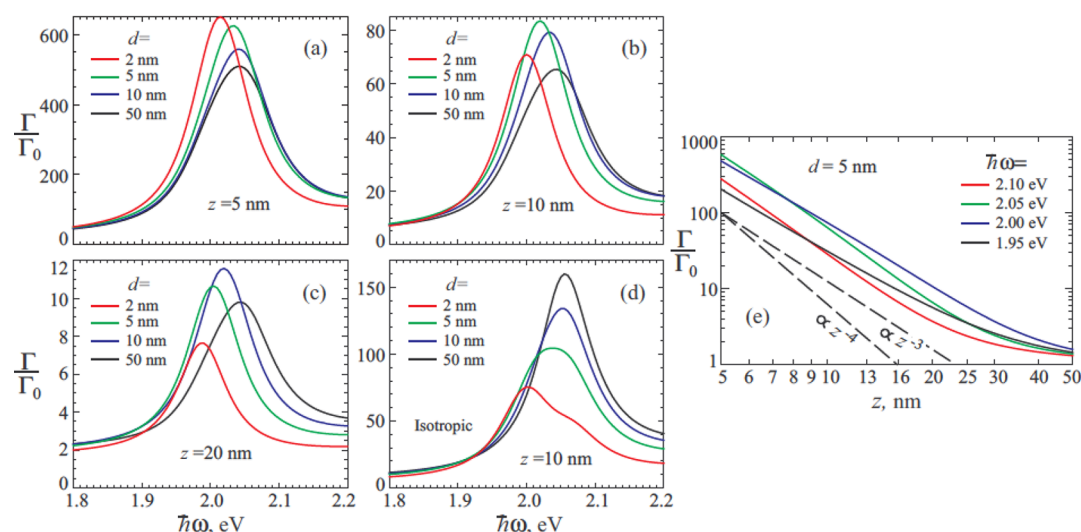 (a)
d=
2 nm
5 nm
10 nm
50 nm
z =5 nm
600
400
200
0
Γ
Γ0
(b)
d=
2 nm
5 nm
10 nm
50 nm
z =10 nm
80
60
40
20
0
(c)
d=
2 nm
5 nm
10 nm
50 nm
z =20 nm
12
10
8
6
4
2
0
Γ
Γ0
1.8 1.9 2.0 2.1 2.2
ħω, eV
(d)
d=
2 nm
5 nm
10 nm
50 nm
Isotropic
z =10 nm
150
100
50
0
1.8 1.9 2.0 2.1 2.2
ħω, eV
(e)
d = 5 nm
ħω=
2.10 eV
2.05 eV
2.00 eV
1.95 eV
∝ z-4
∝ z-3
1000
100
10
1
Γ
Γ0
5 6 7 8 9 10 13 16 20 30 40 50
z, nm